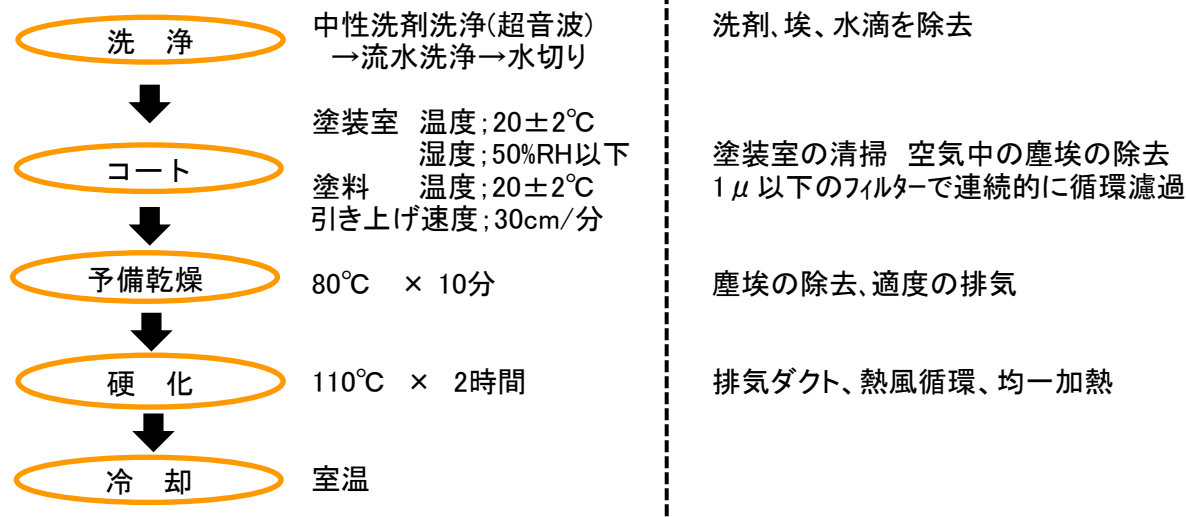 洗　浄
中性洗剤洗浄(超音波)
→流水洗浄→水切り
洗剤、埃、水滴を除去
コート
塗装室　温度；20±2℃
湿度；50%RH以下
塗料　　温度；20±2℃
引き上げ速度；30cm/分
塗装室の清掃　空気中の塵埃の除去
1μ以下のフィルターで連続的に循環濾過
予備乾燥
80℃　× 10分
塵埃の除去、適度の排気
硬　化
110℃　×　2時間
排気ダクト、熱風循環、均一加熱
冷　却
室温